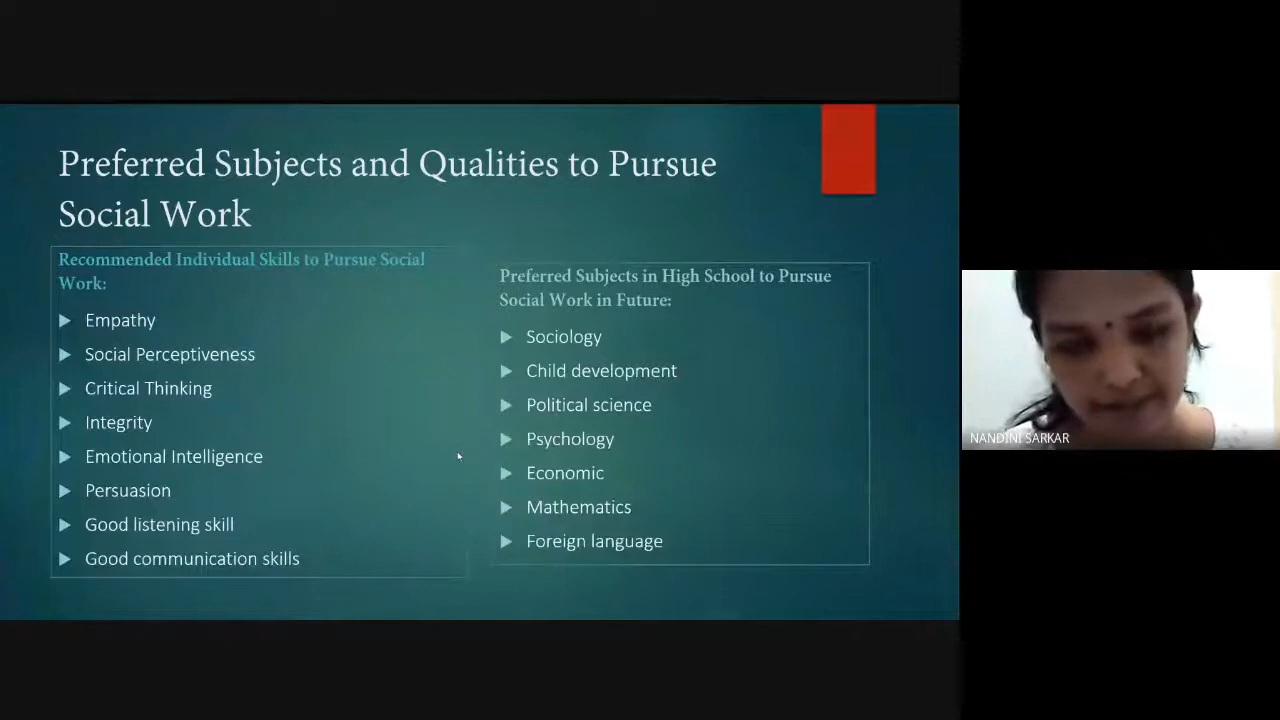 Preferred Subjects and Qualities to Pursue
Social Work
Recommended Individual Skills to Pursue Social
Work:
Empathy
Social Perceptiveness
Critical Thinking
Integrity
Emotional Intelligence
Persuasion
Good listening skill
Good communication skills
Preferred Subjects in High School to Pursue
Social Work in Future:
Sociology
Child development
Political science
Psychology
Economic
Mathematics
Foreign language
NANDINI SARKAR